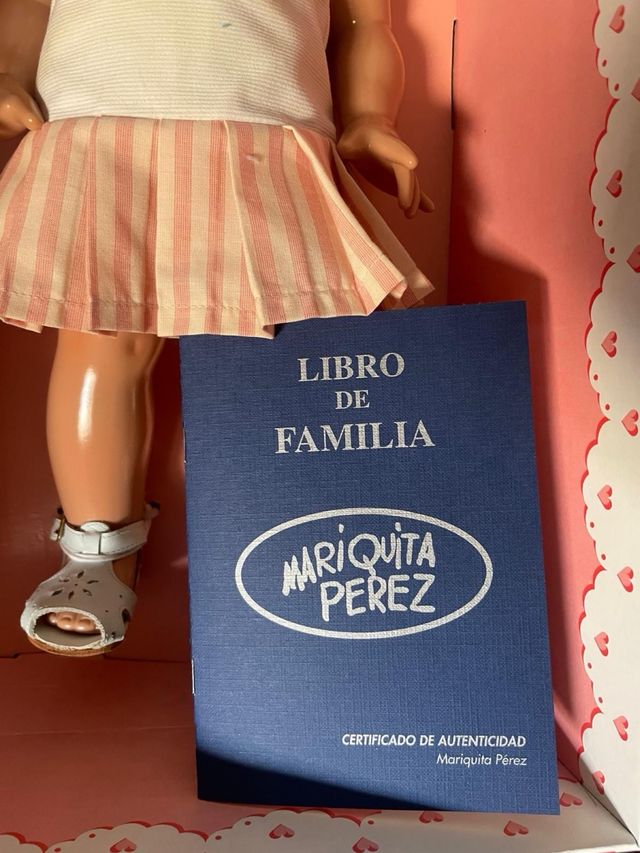 LIBRO
DE
FAMILIA
MARiQUiTA
PEREZ
CERTIFICADO DE AUTENTICIDAD
Mariquita Pérez